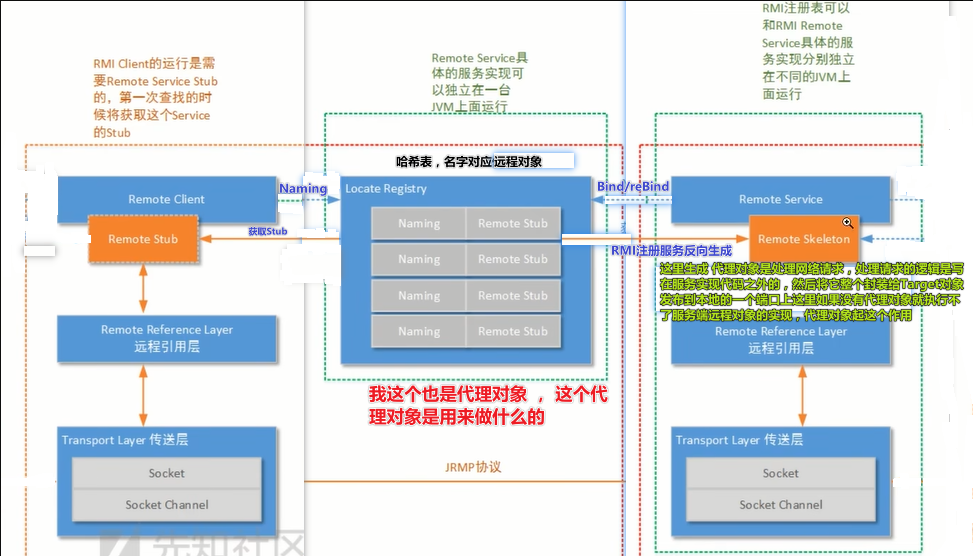 RMI Client的运行是需
要Remote Service Stub
的，第一次查找的时
候将获取这个Service
的Stub
Remote Service具
体的服务实现可
以独立在一台
JVM上面运行
RMI注册表可以
和RMI Remote
Service具体的服
务实现分别独立
在不同的JVM上
面运行
哈希表，名字对应远程对象
Remote Client
Remote Stub
Naming
获取Stub
Locate Registry
Naming Remote Stub
Naming Remote Stub
Naming Remote Stub
Naming Remote Stub
Bind/reBind
RMI注册服务反向生成
Remote Service
Remote Skeleton
这里生成 代理对象是处理网络请求，处理请求的逻辑是写
在服务实现代码之外的，然后将它整个封装给Target对象
发布到本地的一个端口上这里如果没有代理对象就执行不
了服务端远程对象的实现，代理对象起这个作用
Remote Reference Layer
远程引用层
Remote Reference Layer
远程引用层
我这个也是代理对象 ， 这个代
理对象是用来做什么的
Transport Layer 传送层
Socket
Socket Channel
JRMP协议
Transport Layer 传送层
Socket
Socket Channel
先知社区